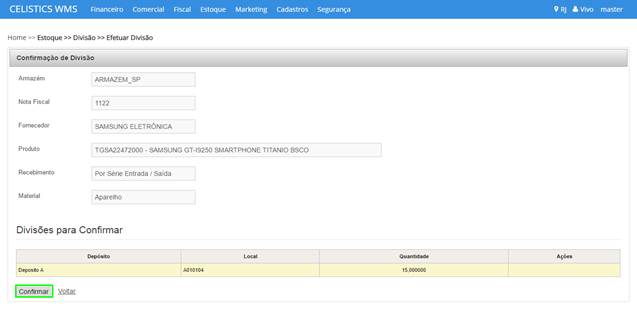 CELISTICS WMS Financeiro Comercial Fiscal Estoque Marketing Cadastros Segurança RJ Vivo master
Home >> Estoque >> Divisão >> Efetuar Divisão
Confirmação de Divisão
Armazém ARMAZEM_SP
Nota Fiscal 1122
Fornecedor SAMSUNG ELETRÔNICA
Produto TGSA22472000 - SAMSUNG GT-I9250 SMARTPHONE TITANIO BSCO
Recebimento Por Série Entrada / Saída
Material Aparelho
Divisões para Confirmar
Depósito Local Quantidade Ações
Deposito A A010104 15,000000
Confirmar Voltar